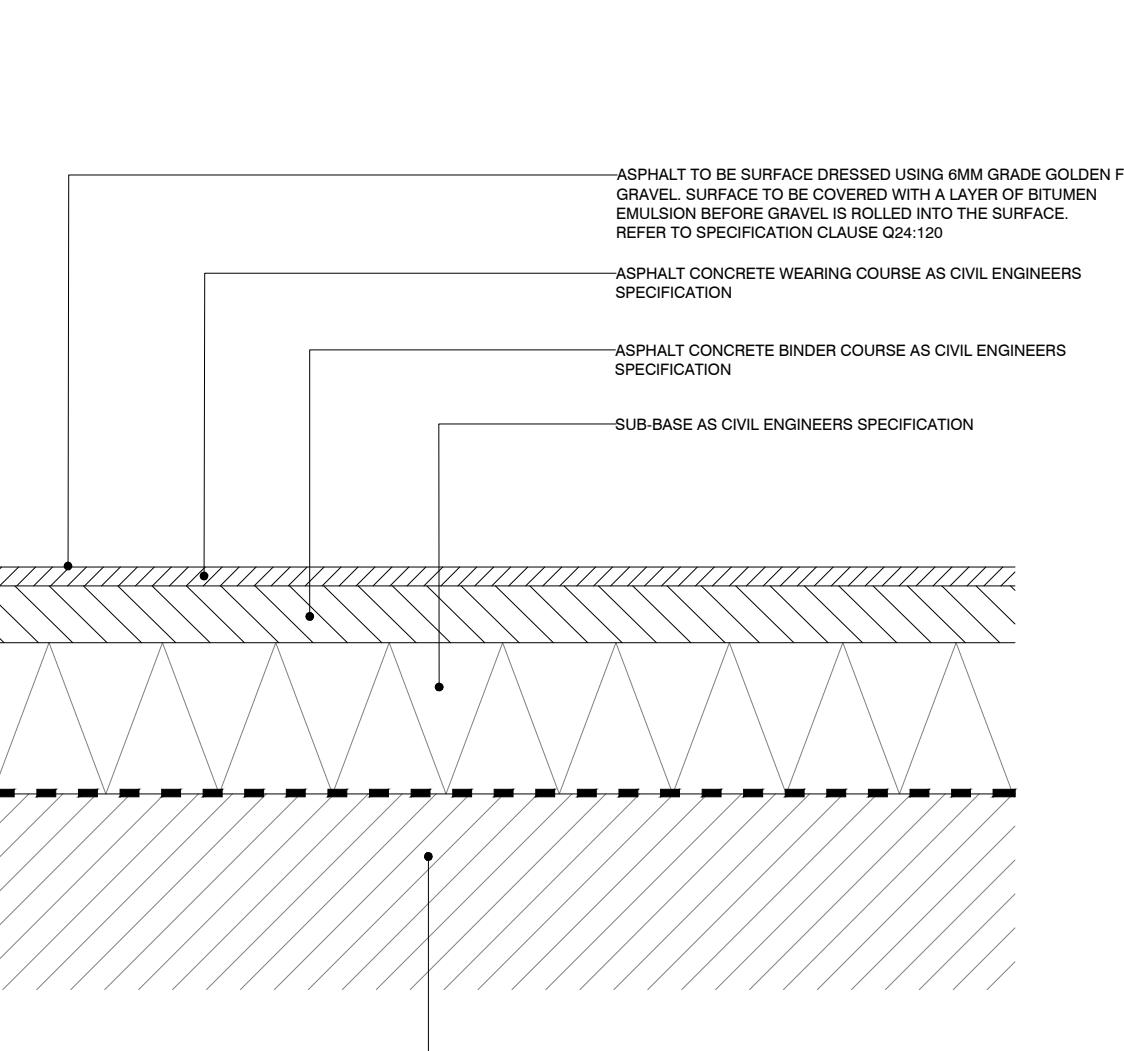 ASPHALT TO BE SURFACE DRESSED USING 6MM GRADE GOLDEN F
GRAVEL. SURFACE TO BE COVERED WITH A LAYER OF BITUMEN
EMULSION BEFORE GRAVEL IS ROLLED INTO THE SURFACE.
REFER TO SPECIFICATION CLAUSE Q24:120
ASPHALT CONCRETE WEARING COURSE AS CIVIL ENGINEERS
SPECIFICATION
ASPHALT CONCRETE BINDER COURSE AS CIVIL ENGINEERS
SPECIFICATION
SUB-BASE AS CIVIL ENGINEERS SPECIFICATION